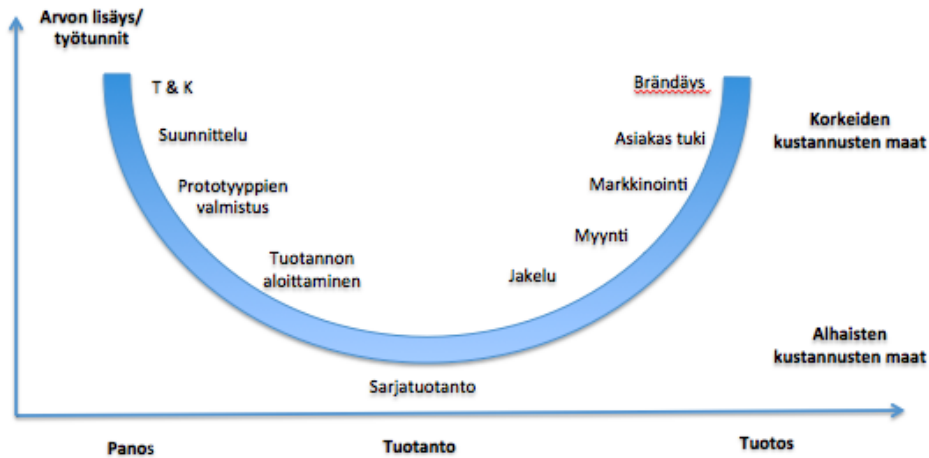 Arvon lisäys/
työtunnit
T & K
Suunnittelu
Prototyyppien
valmistus
Tuotannon
aloittaminen
Sarjatuotanto
Jakelu
Myynti
Markkinointi
Asiakas tuki
Brändäys
Korkeiden
kustannusten maat
Alhaisten
kustannusten maat
Panos
Tuotanto
Tuotos